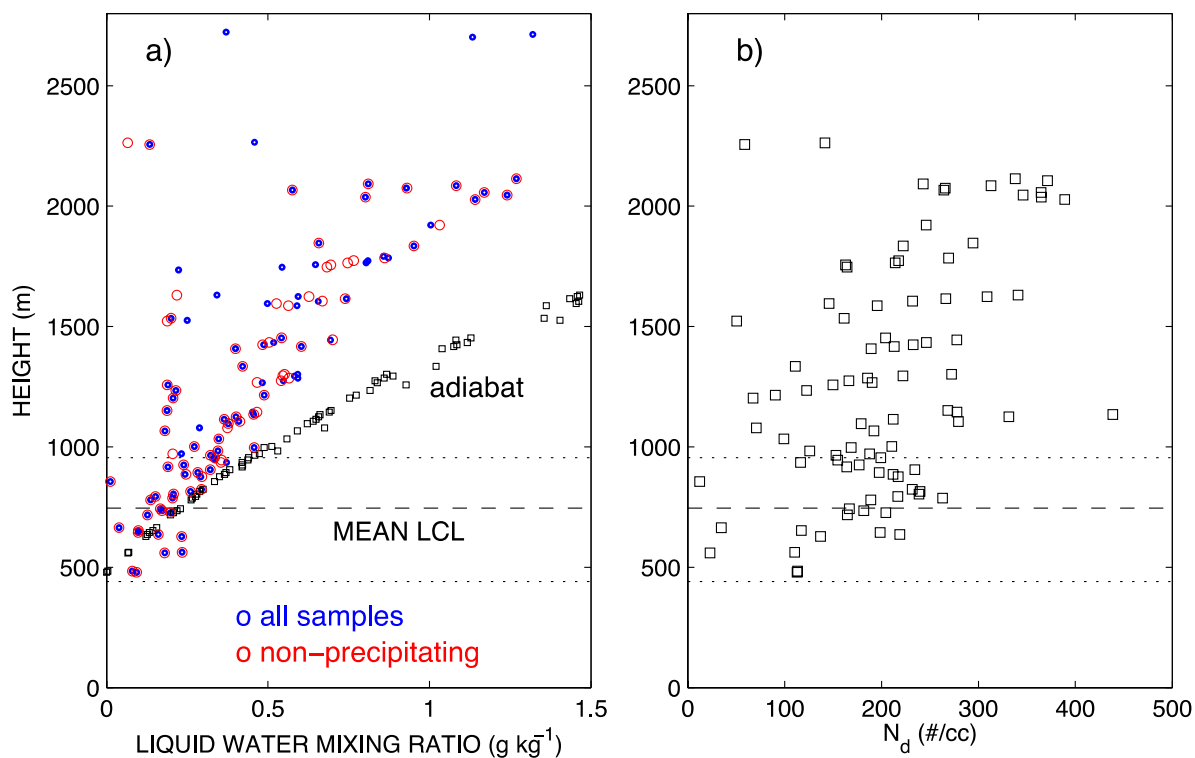 a)
b)
HEIGHT (m)
2500
2000
1500
1000
500
0
adiabat
MEAN LCL
o all samples
o non-precipitating
0
0.5
1
1.5
LIQUID WATER MIXING RATIO (g kg⁻¹)
2500
2000
1500
1000
500
0
0
100
200
300
400
500
N_d (#/cc)